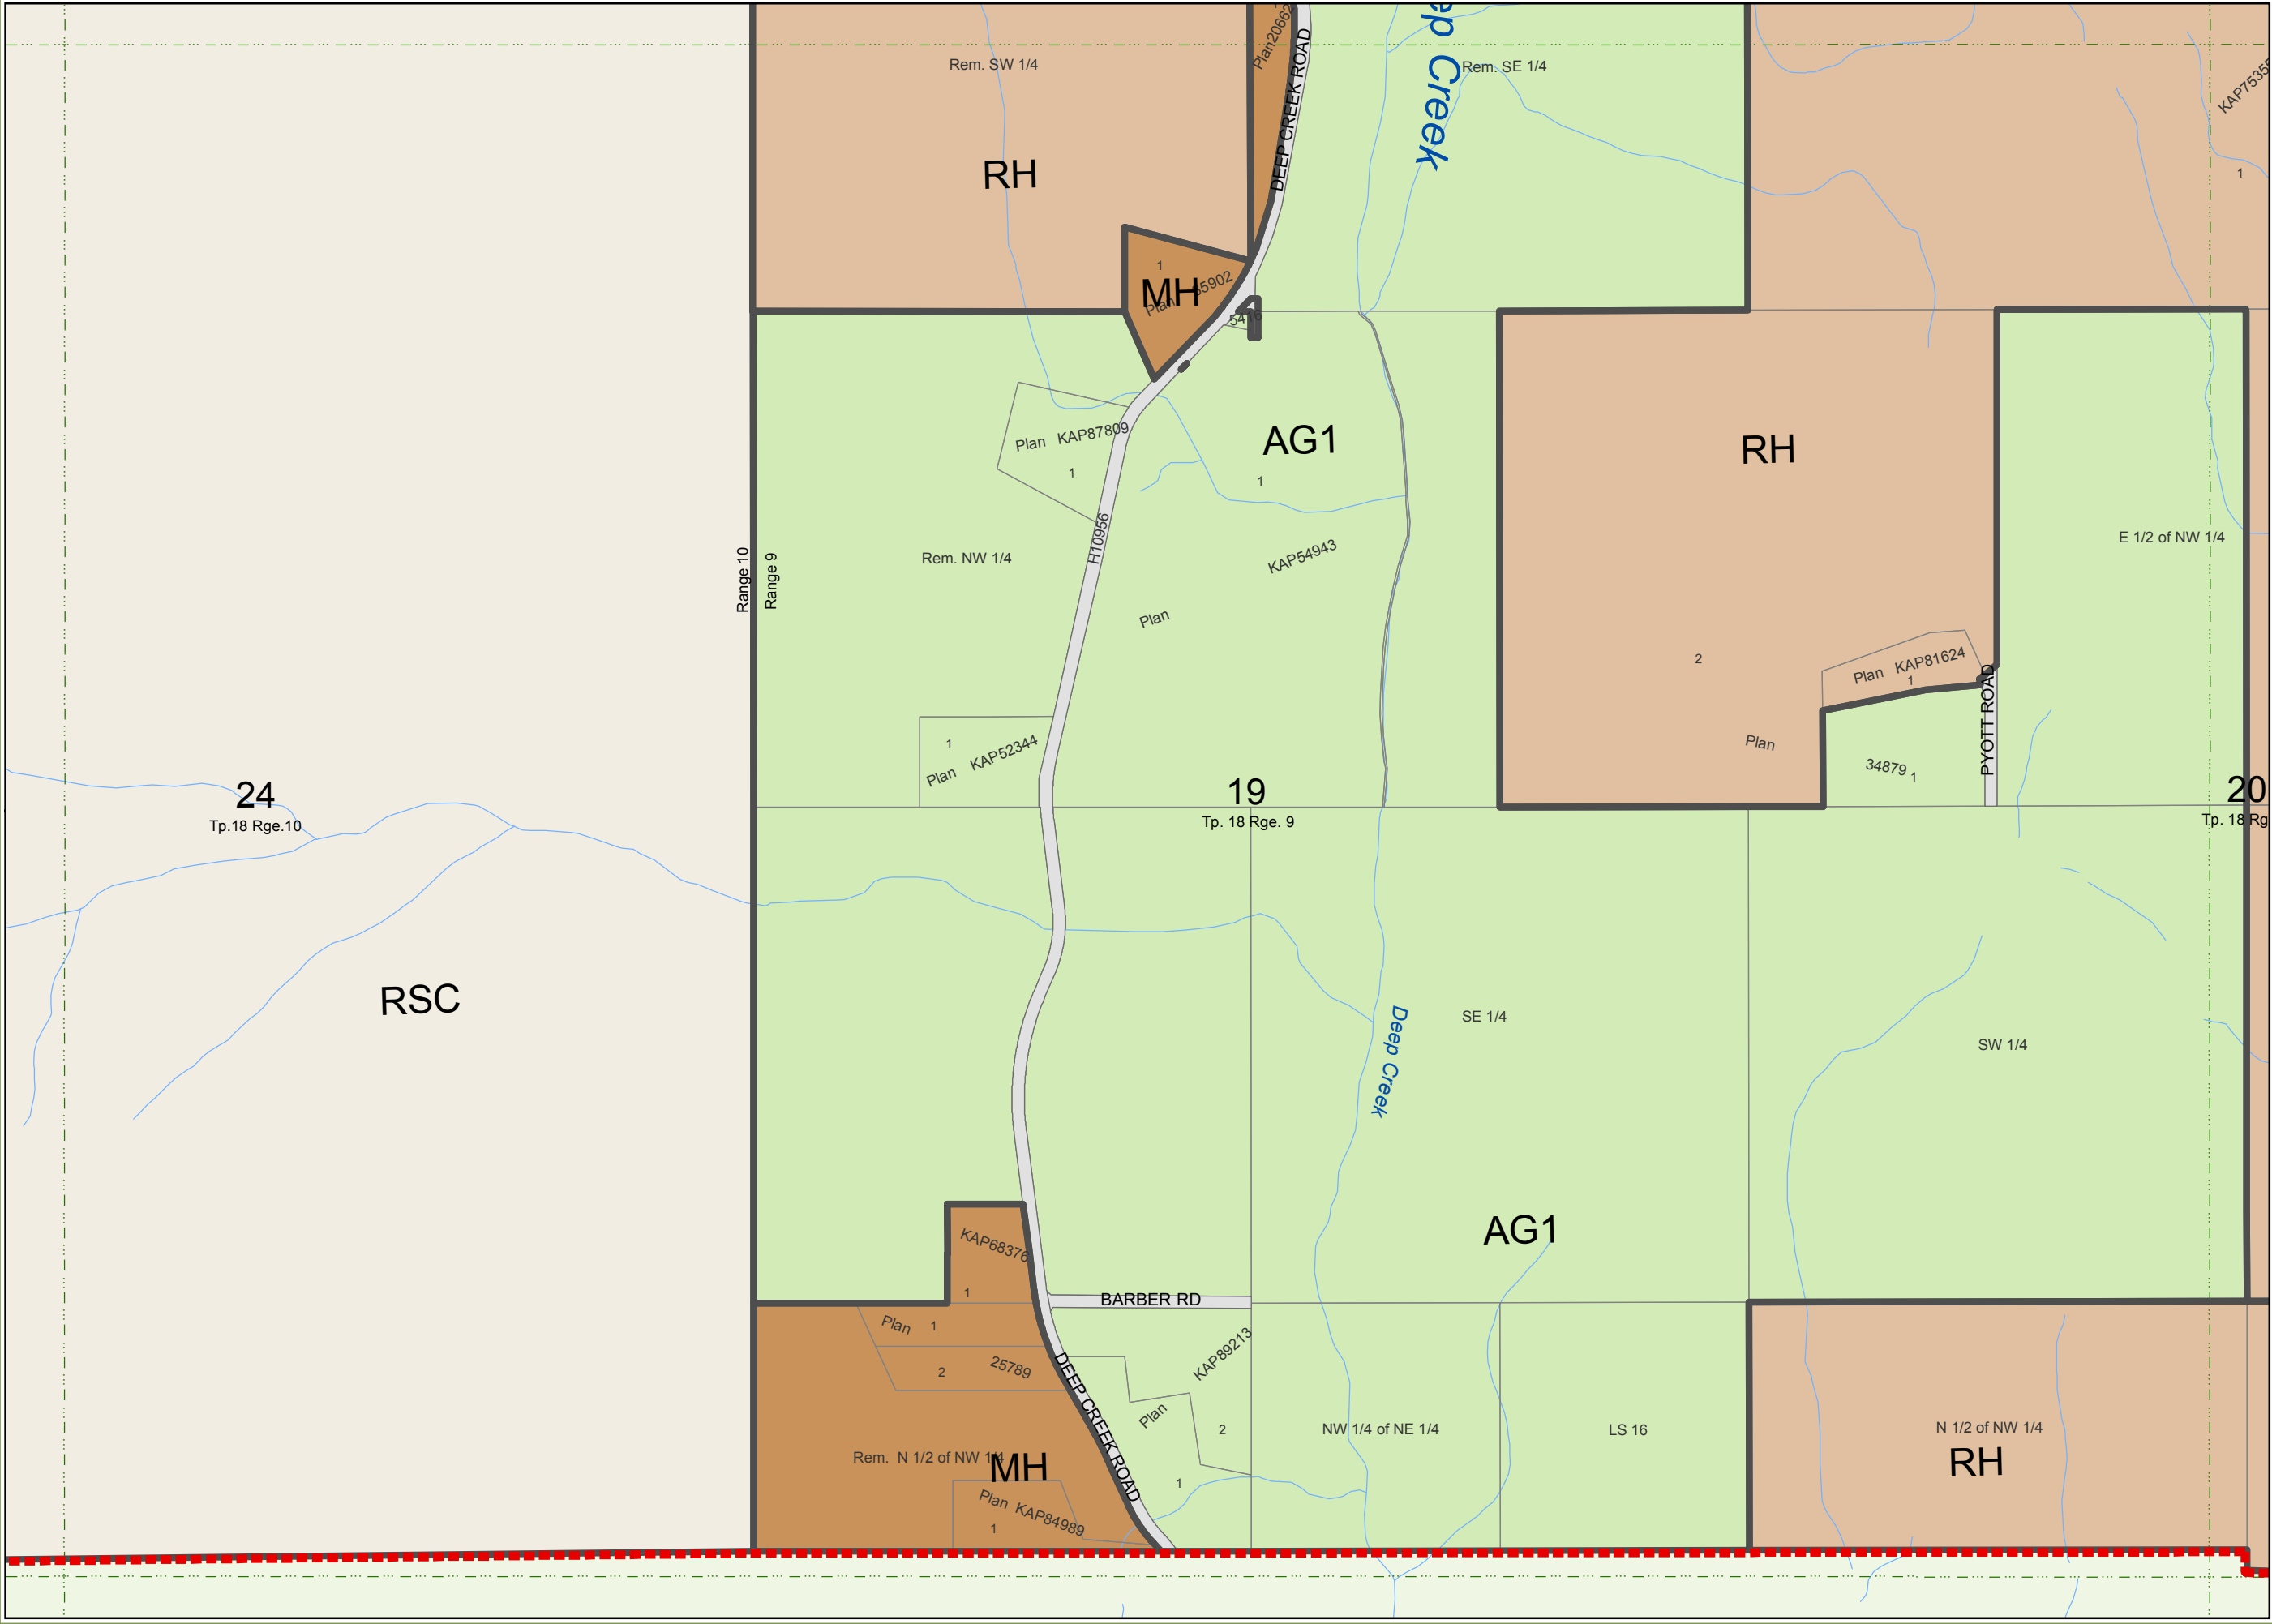 Plan 20662
DEEP CREEK ROAD
Creek
Rem. SW 1/4
Rem. SE 1/4
RH
1
1
MH
Plan 35902
5416
AG1
RH
Plan KAP87809
1
1
H10956
KAP54943
Rem. NW 1/4
E 1/2 of NW 1/4
Range 10
Range 9
Plan
2
Plan KAP81624
1
PYOTT ROAD
1
Plan KAP52344
Plan
34879
1
24
Tp.18 Rge.10
19
Tp. 18 Rge. 9
20
Tp. 18
RSC
Deep Creek
SE 1/4
SW 1/4
AG1
KAP68376
1
BARBER RD
Plan
1
2
25789
DEEP CREEK ROAD
KAP89213
Plan
2
1
NW 1/4 of NE 1/4
LS 16
N 1/2 of NW 1/4
RH
Rem. N 1/2 of NW 1/4
MH
Plan KAP84989
1